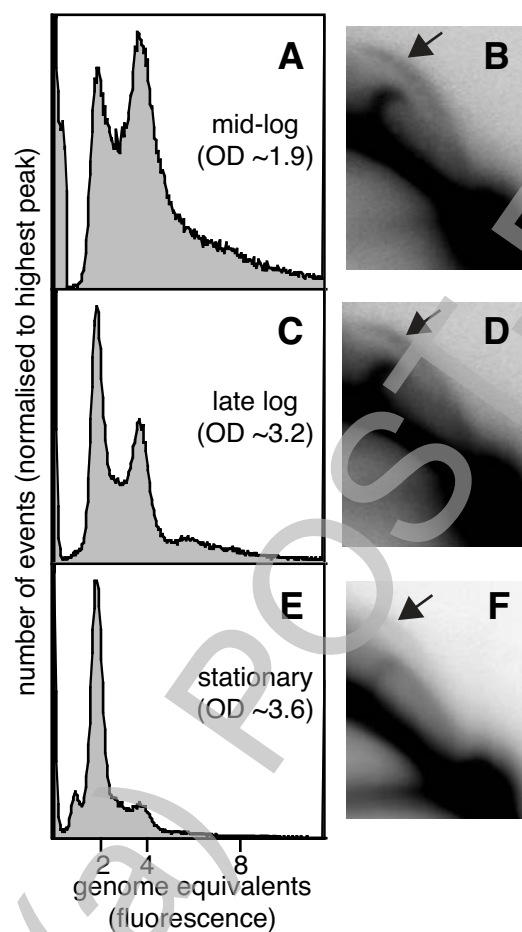 A
mid-log
(OD ~1.9)
B
C
late log
(OD ~3.2)
D
E
stationary
(OD ~3.6)
F
number of events (normalised to highest peak)
2 4 8
genome equivalents
(fluorescence)
(a) POST